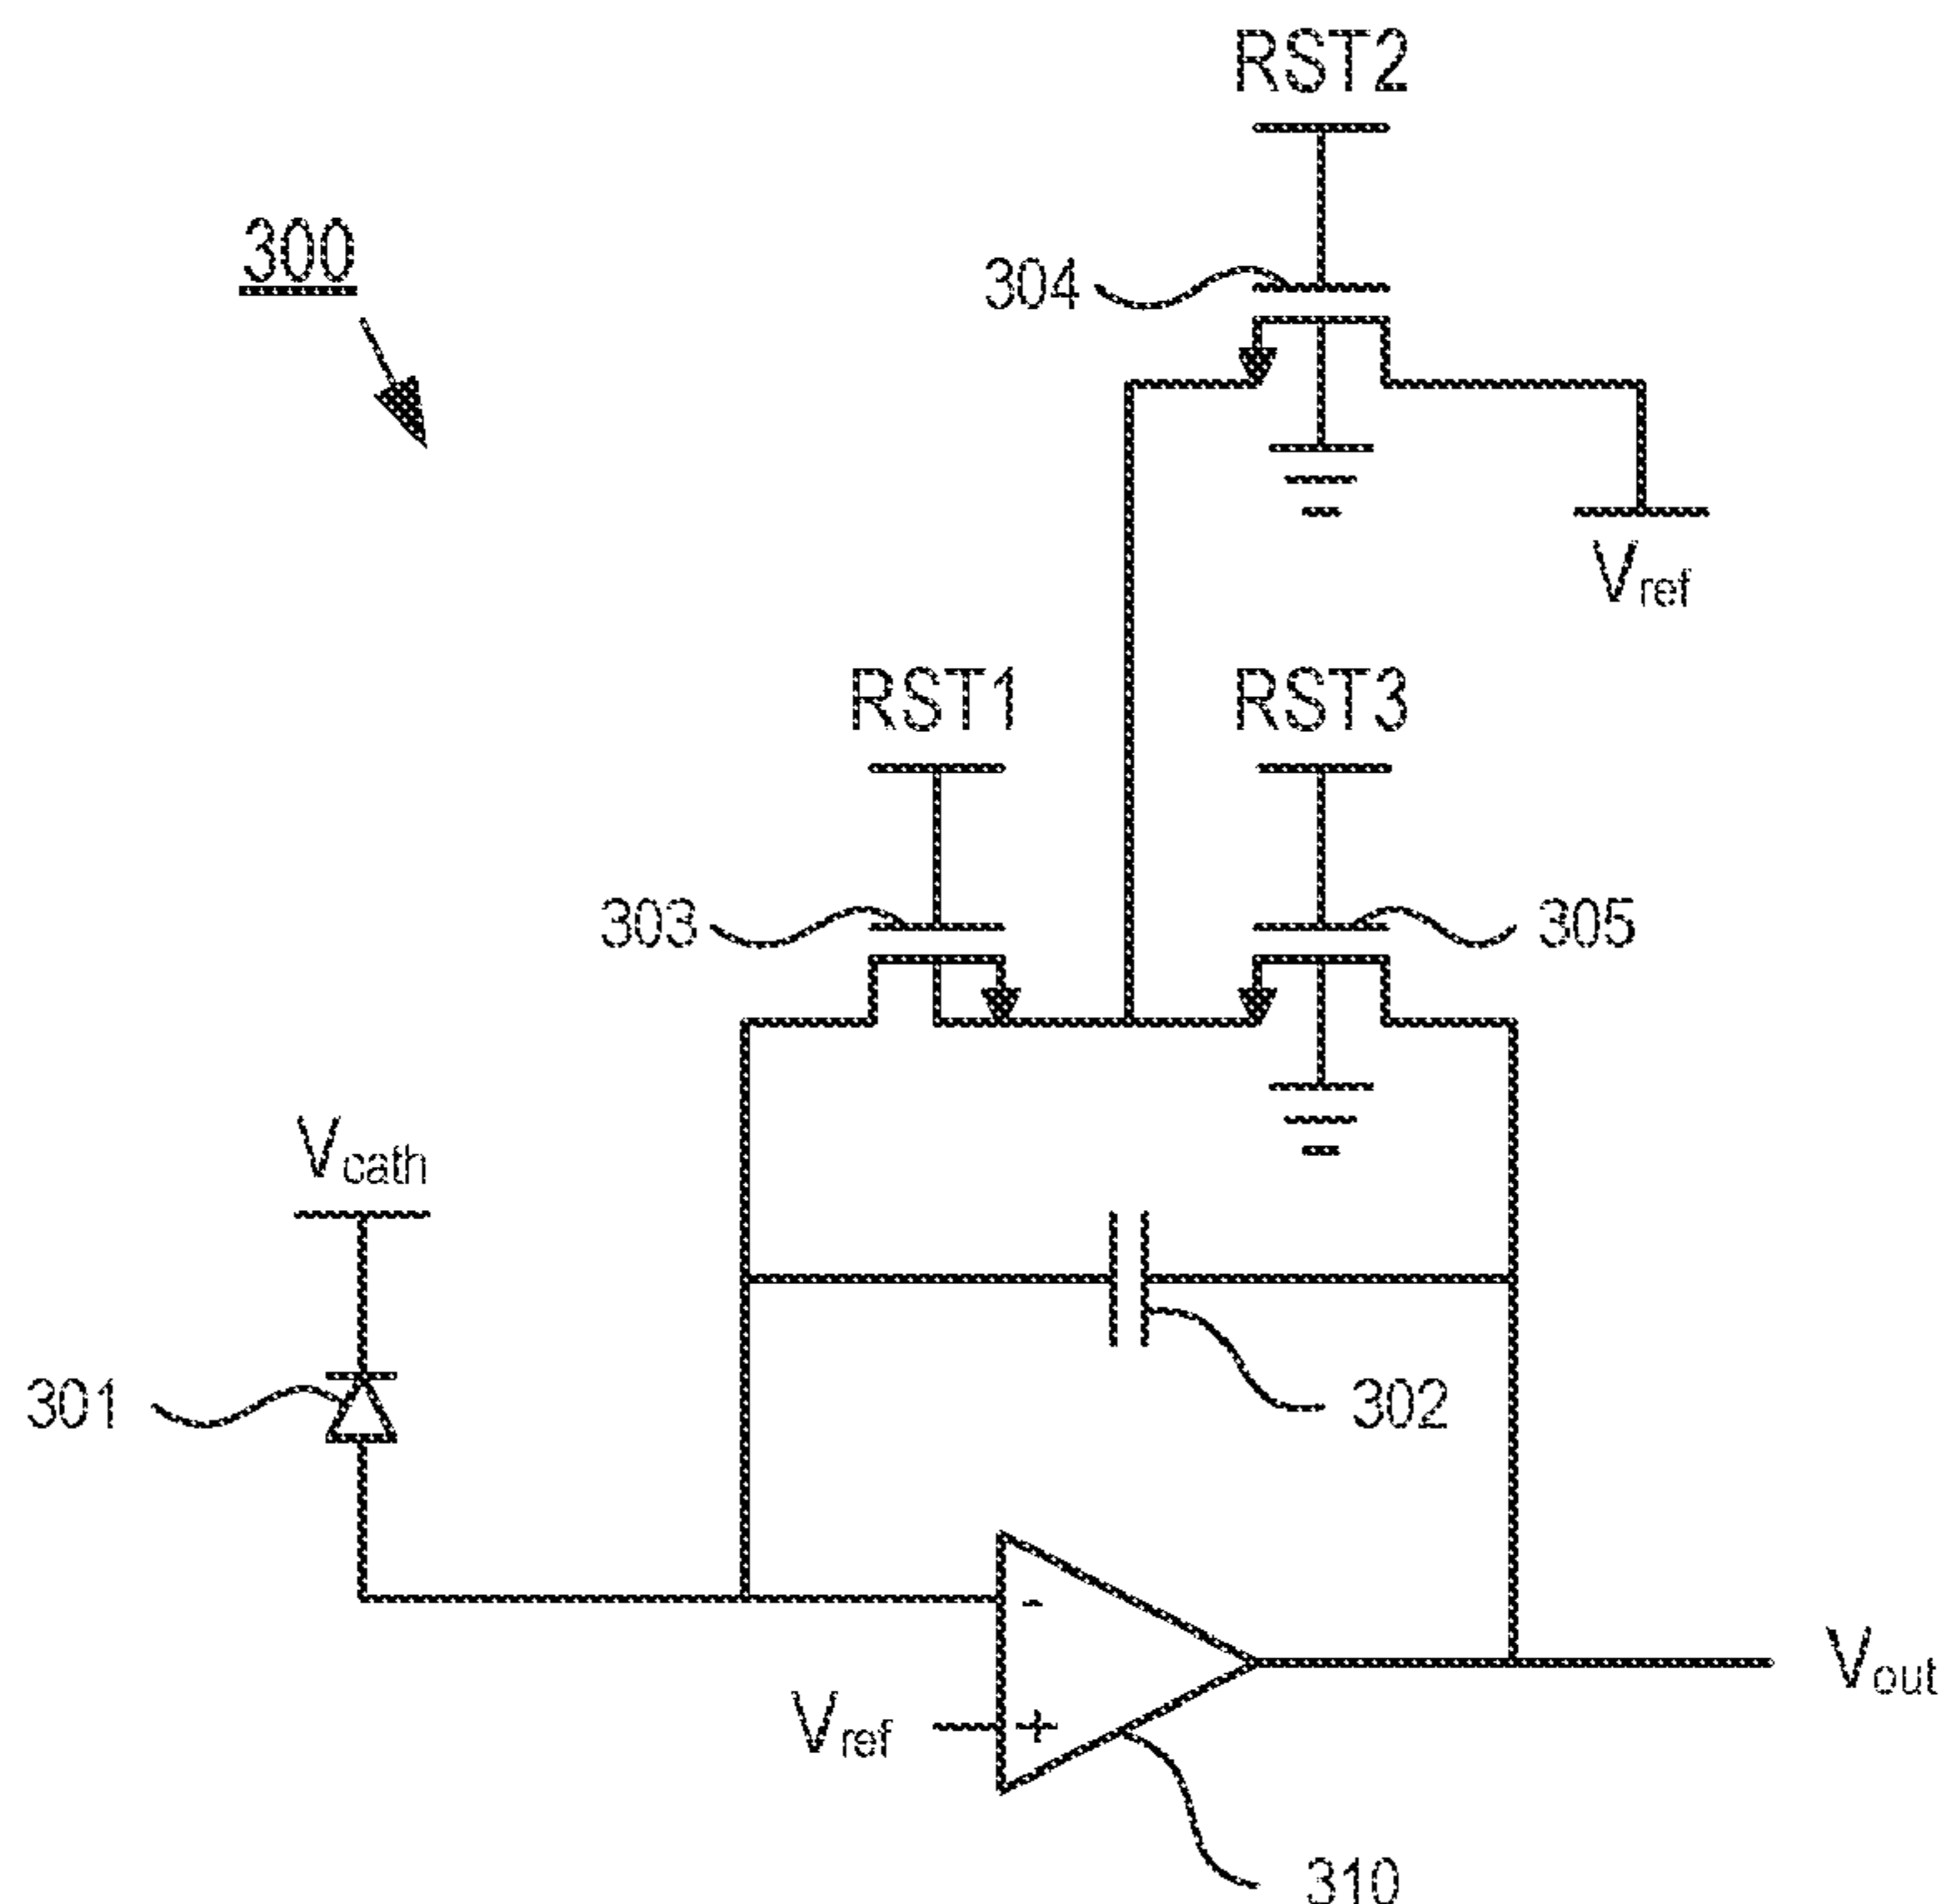 RST2
300
304
Vref
RST1
RST3
303
305
Vcath
301
302
-
Vref
+
Vout
310